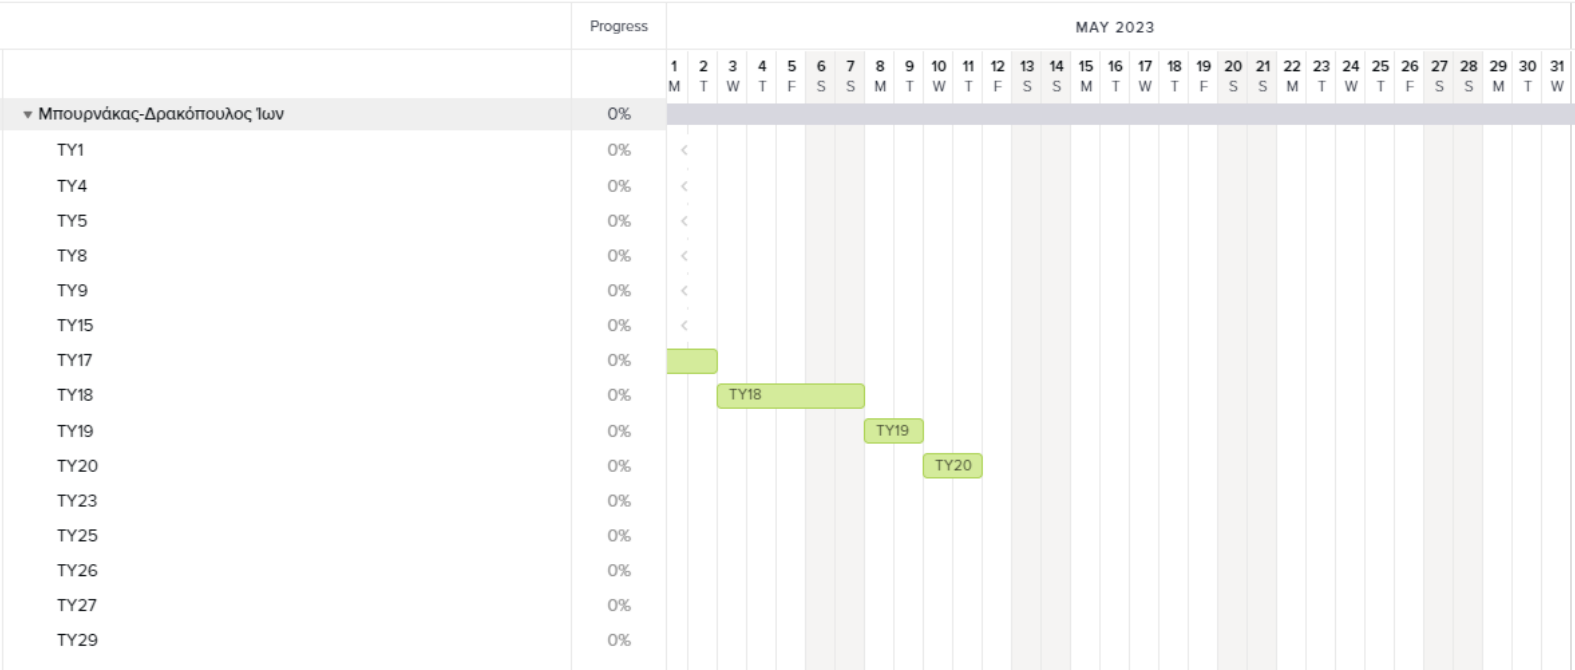 Progress MAY 2023
1 2 3 4 5 6 7 8 9 10 11 12 13 14 15 16 17 18 19 20 21 22 23 24 25 26 27 28 29 30 31
M T W T F S S M T W T F S S M T W T F S S M T W T F S S M T W
Μπουρνάκας-Δρακόπουλος Ίων 0%
TY1 0%
TY4 0%
TY5 0%
TY8 0%
TY9 0%
TY15 0%
TY17 0%
TY18 0% TY18
TY19 0% TY19
TY20 0% TY20
TY23 0%
TY25 0%
TY26 0%
TY27 0%
TY29 0%